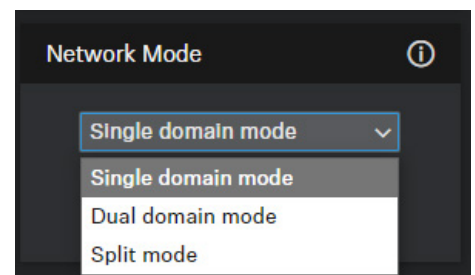 Network Mode
Single domain mode
Single domain mode
Dual domain mode
Split mode